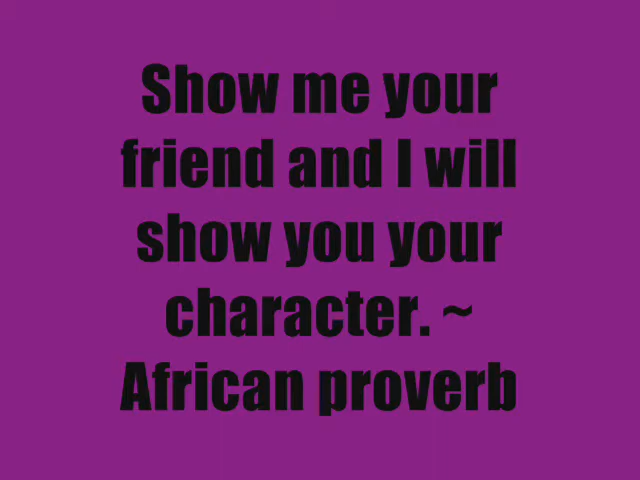 Show me your
friend and I will
show you your
character. ~
African proverb